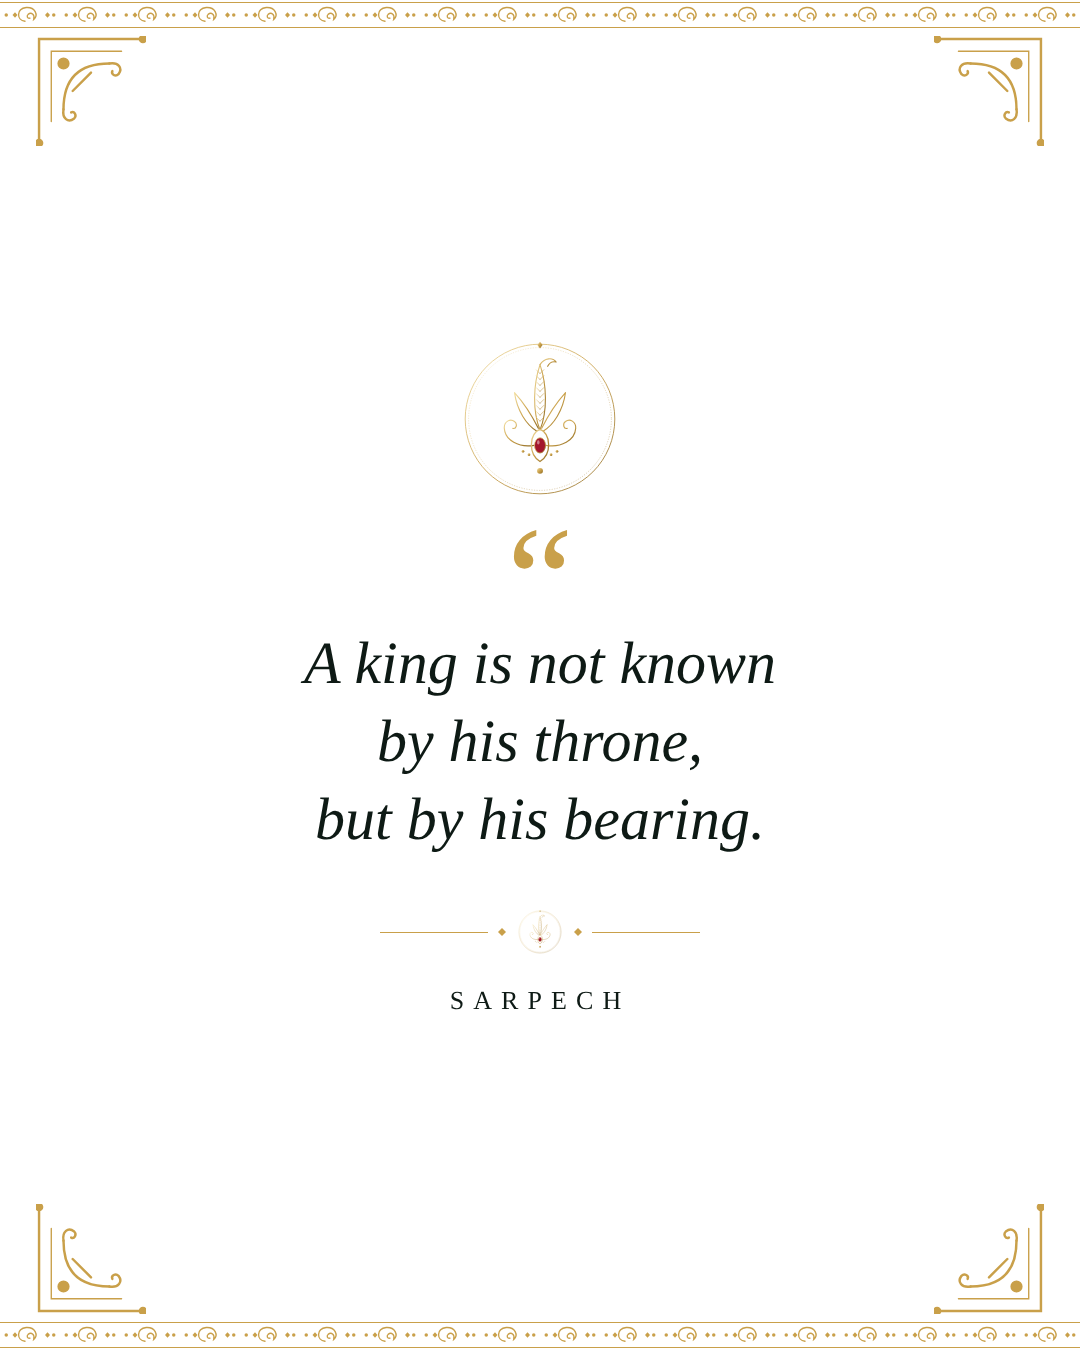 “
A king is not known
by his throne,
but by his bearing.
SARPECH